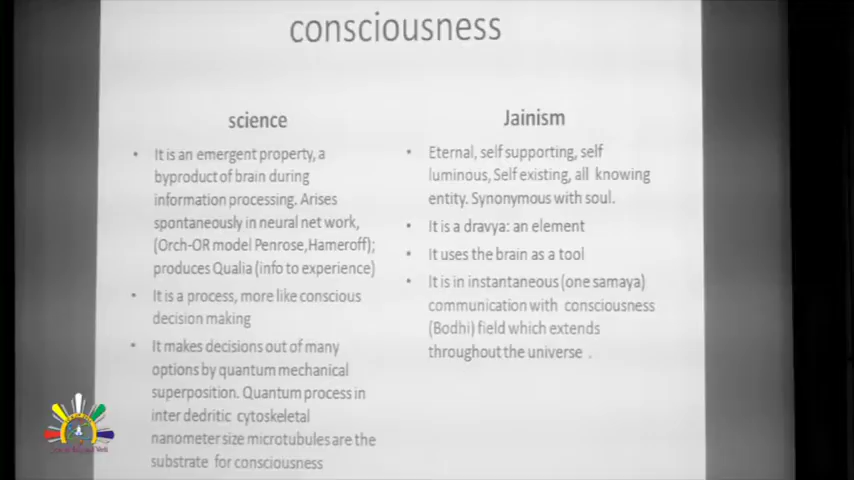 consciousness
science
• It is an emergent property, a
byproduct of brain during
information processing. Arises
spontaneously in neural net work,
(Orch-OR model Penrose,Hameroff);
produces Qualia (info to experience)
• It is a process, more like conscious
decision making
• It makes decisions out of many
options by quantum mechanical
superposition. Quantum process in
inter dedritic cytoskeletal
nanometer size microtubules are the
substrate for consciousness
Jainism
• Eternal, self supporting, self
luminous, Self existing, all knowing
entity. Synonymous with soul.
• It is a dravya: an element
• It uses the brain as a tool
• It is in instantaneous (one samaya)
communication with consciousness
(Bodhi) field which extends
throughout the universe .